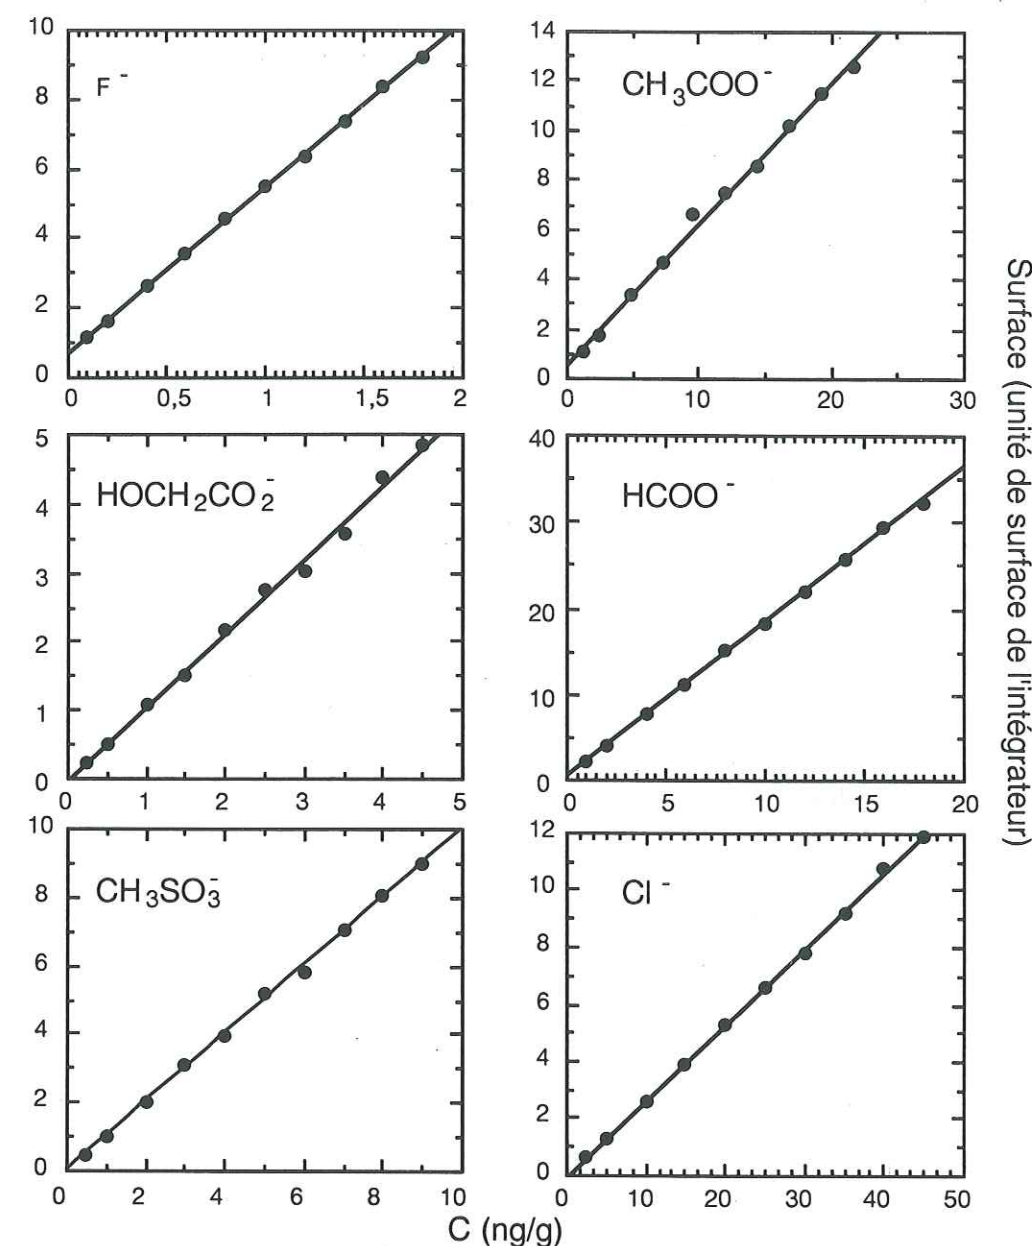 F⁻
10
8
6
4
2
0
0 0,5 1 1,5 2
CH₃COO⁻
14
12
10
8
6
4
2
0
0 10 20 30
HOCH₂CO₂⁻
5
4
3
2
1
0
0 1 2 3 4 5
HCOO⁻
40
30
20
10
0
0 5 10 15 20
CH₃SO₃⁻
10
8
6
4
2
0
0 2 4 6 8 10
Cl⁻
12
10
8
6
4
2
0
0 10 20 30 40 50
C (ng/g)
Surface (unité de surface de l'intégrateur)